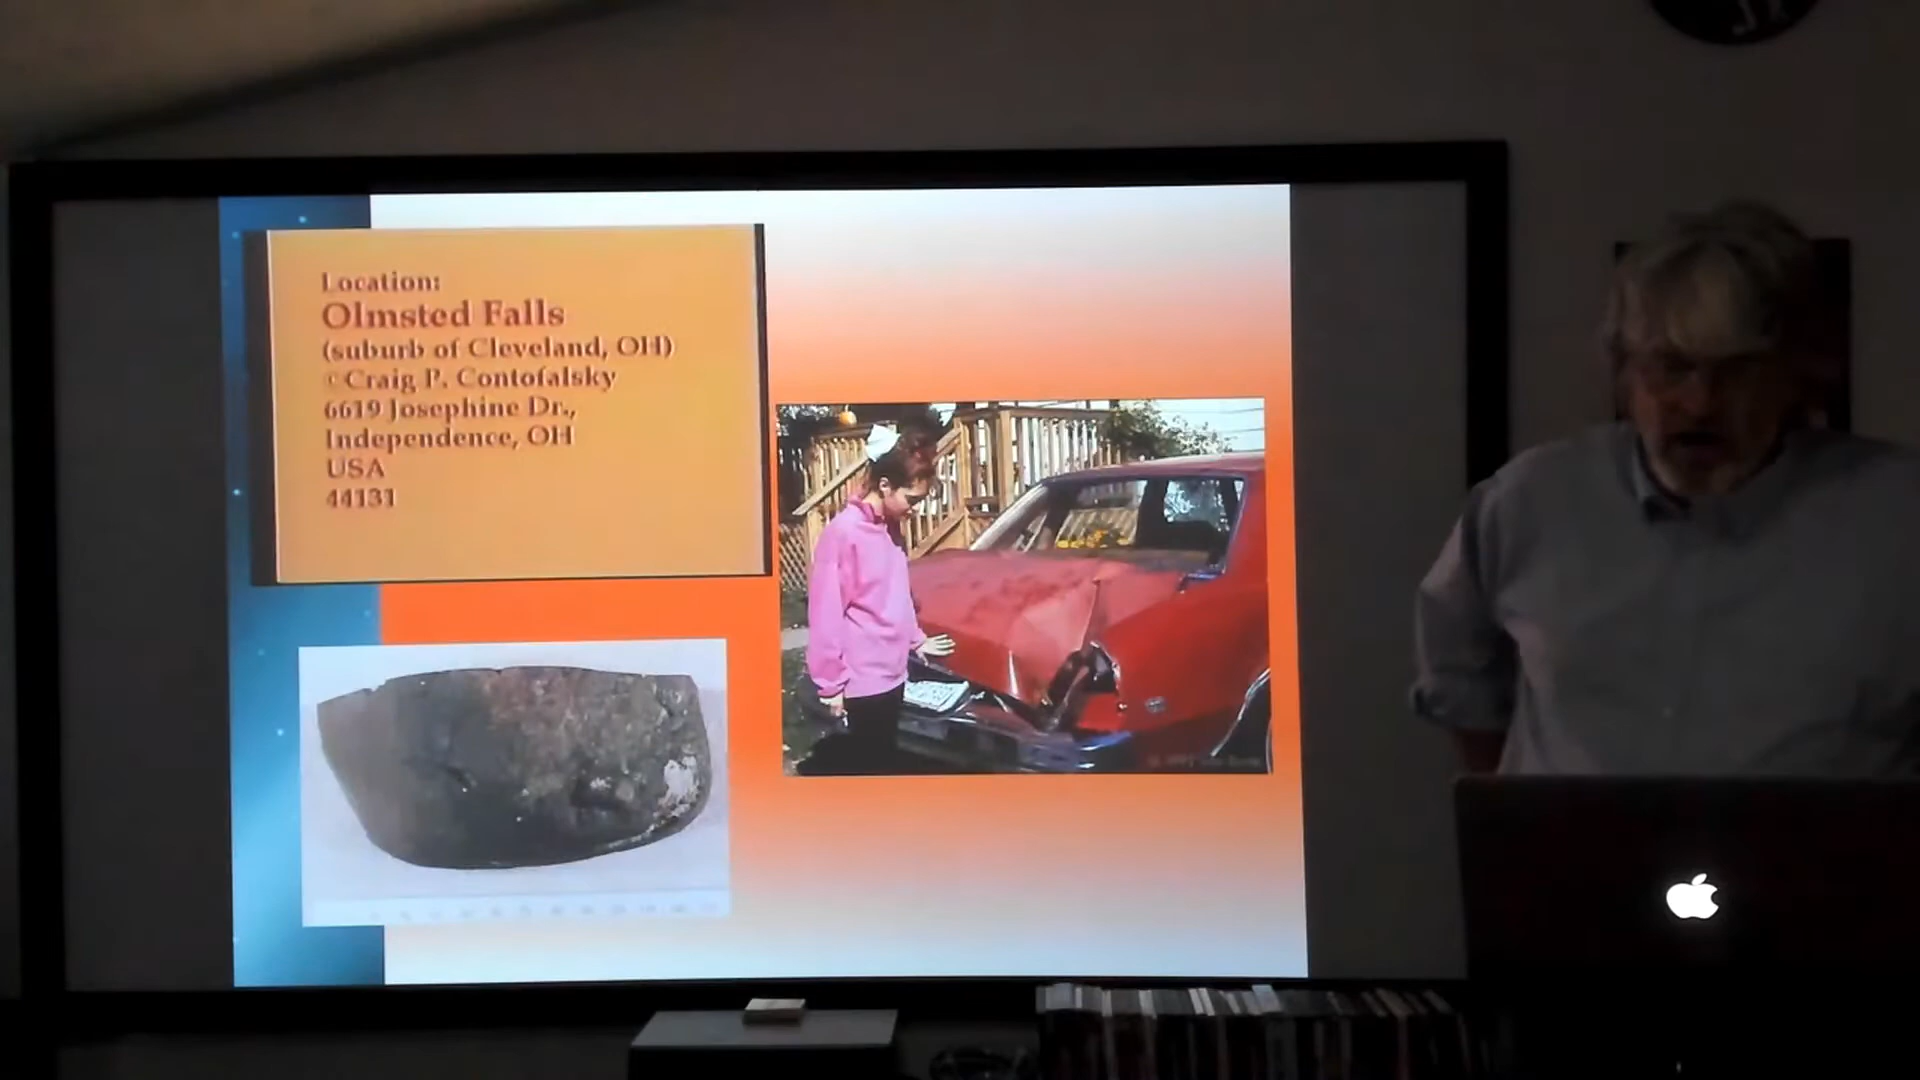 Location:
Olmsted Falls
(suburb of Cleveland, OH)
©Craig P. Contofalsky
6619 Josephine Dr.,
Independence, OH
USA
44131